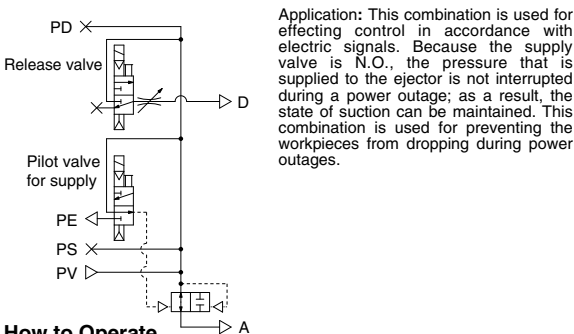 PD
Release valve
D
Pilot valve
for supply
PE
PS
PV
A
How to Operate
Application: This combination is used for
effecting control in accordance with
electric signals. Because the supply
valve is N.O., the pressure that is
supplied to the ejector is not interrupted
during a power outage; as a result, the
state of suction can be maintained. This
combination is used for preventing the
workpieces from dropping during power
outages.